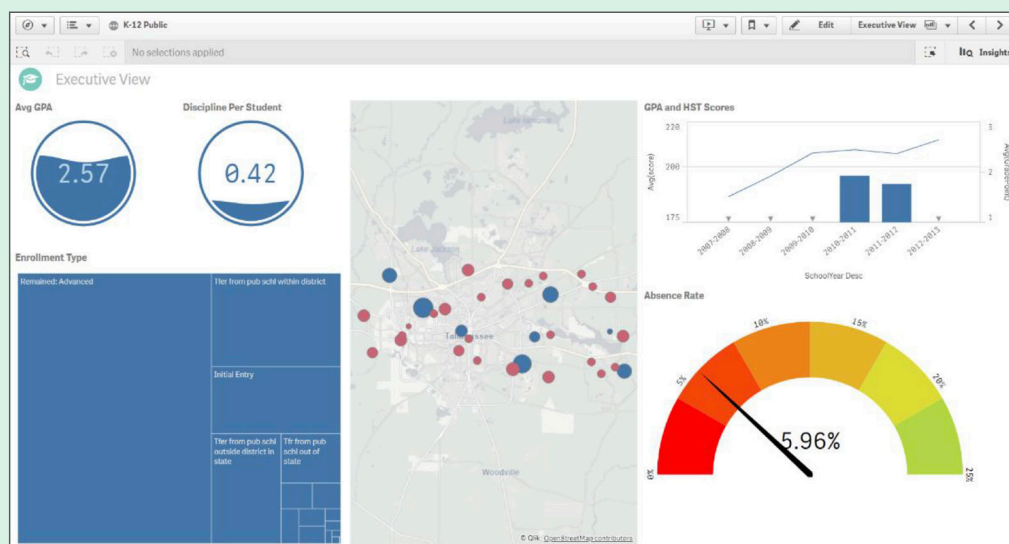 K-12 Public
Edit
Executive View
No selections applied
Insights
Executive View
Avg GPA
2.57
Discipline Per Student
0.42
Enrollment Type
Remained: Advanced
Tfer from pub schl within district
Initial Entry
Tfer from pub schl
outside district in
state
Tfr from pub
schl out of
state
Lake Jackson
Tallahassee
Woodville
© Qlik, OpenStreetMap contributors
GPA and HST Scores
Avg(score)
220
200
175
3
2
1
2007-2008
2008-2009
2009-2010
2010-2011
2011-2012
2012-2013
SchoolYear Desc
Absence Rate
0%
5%
10%
15%
20%
25%
5.96%